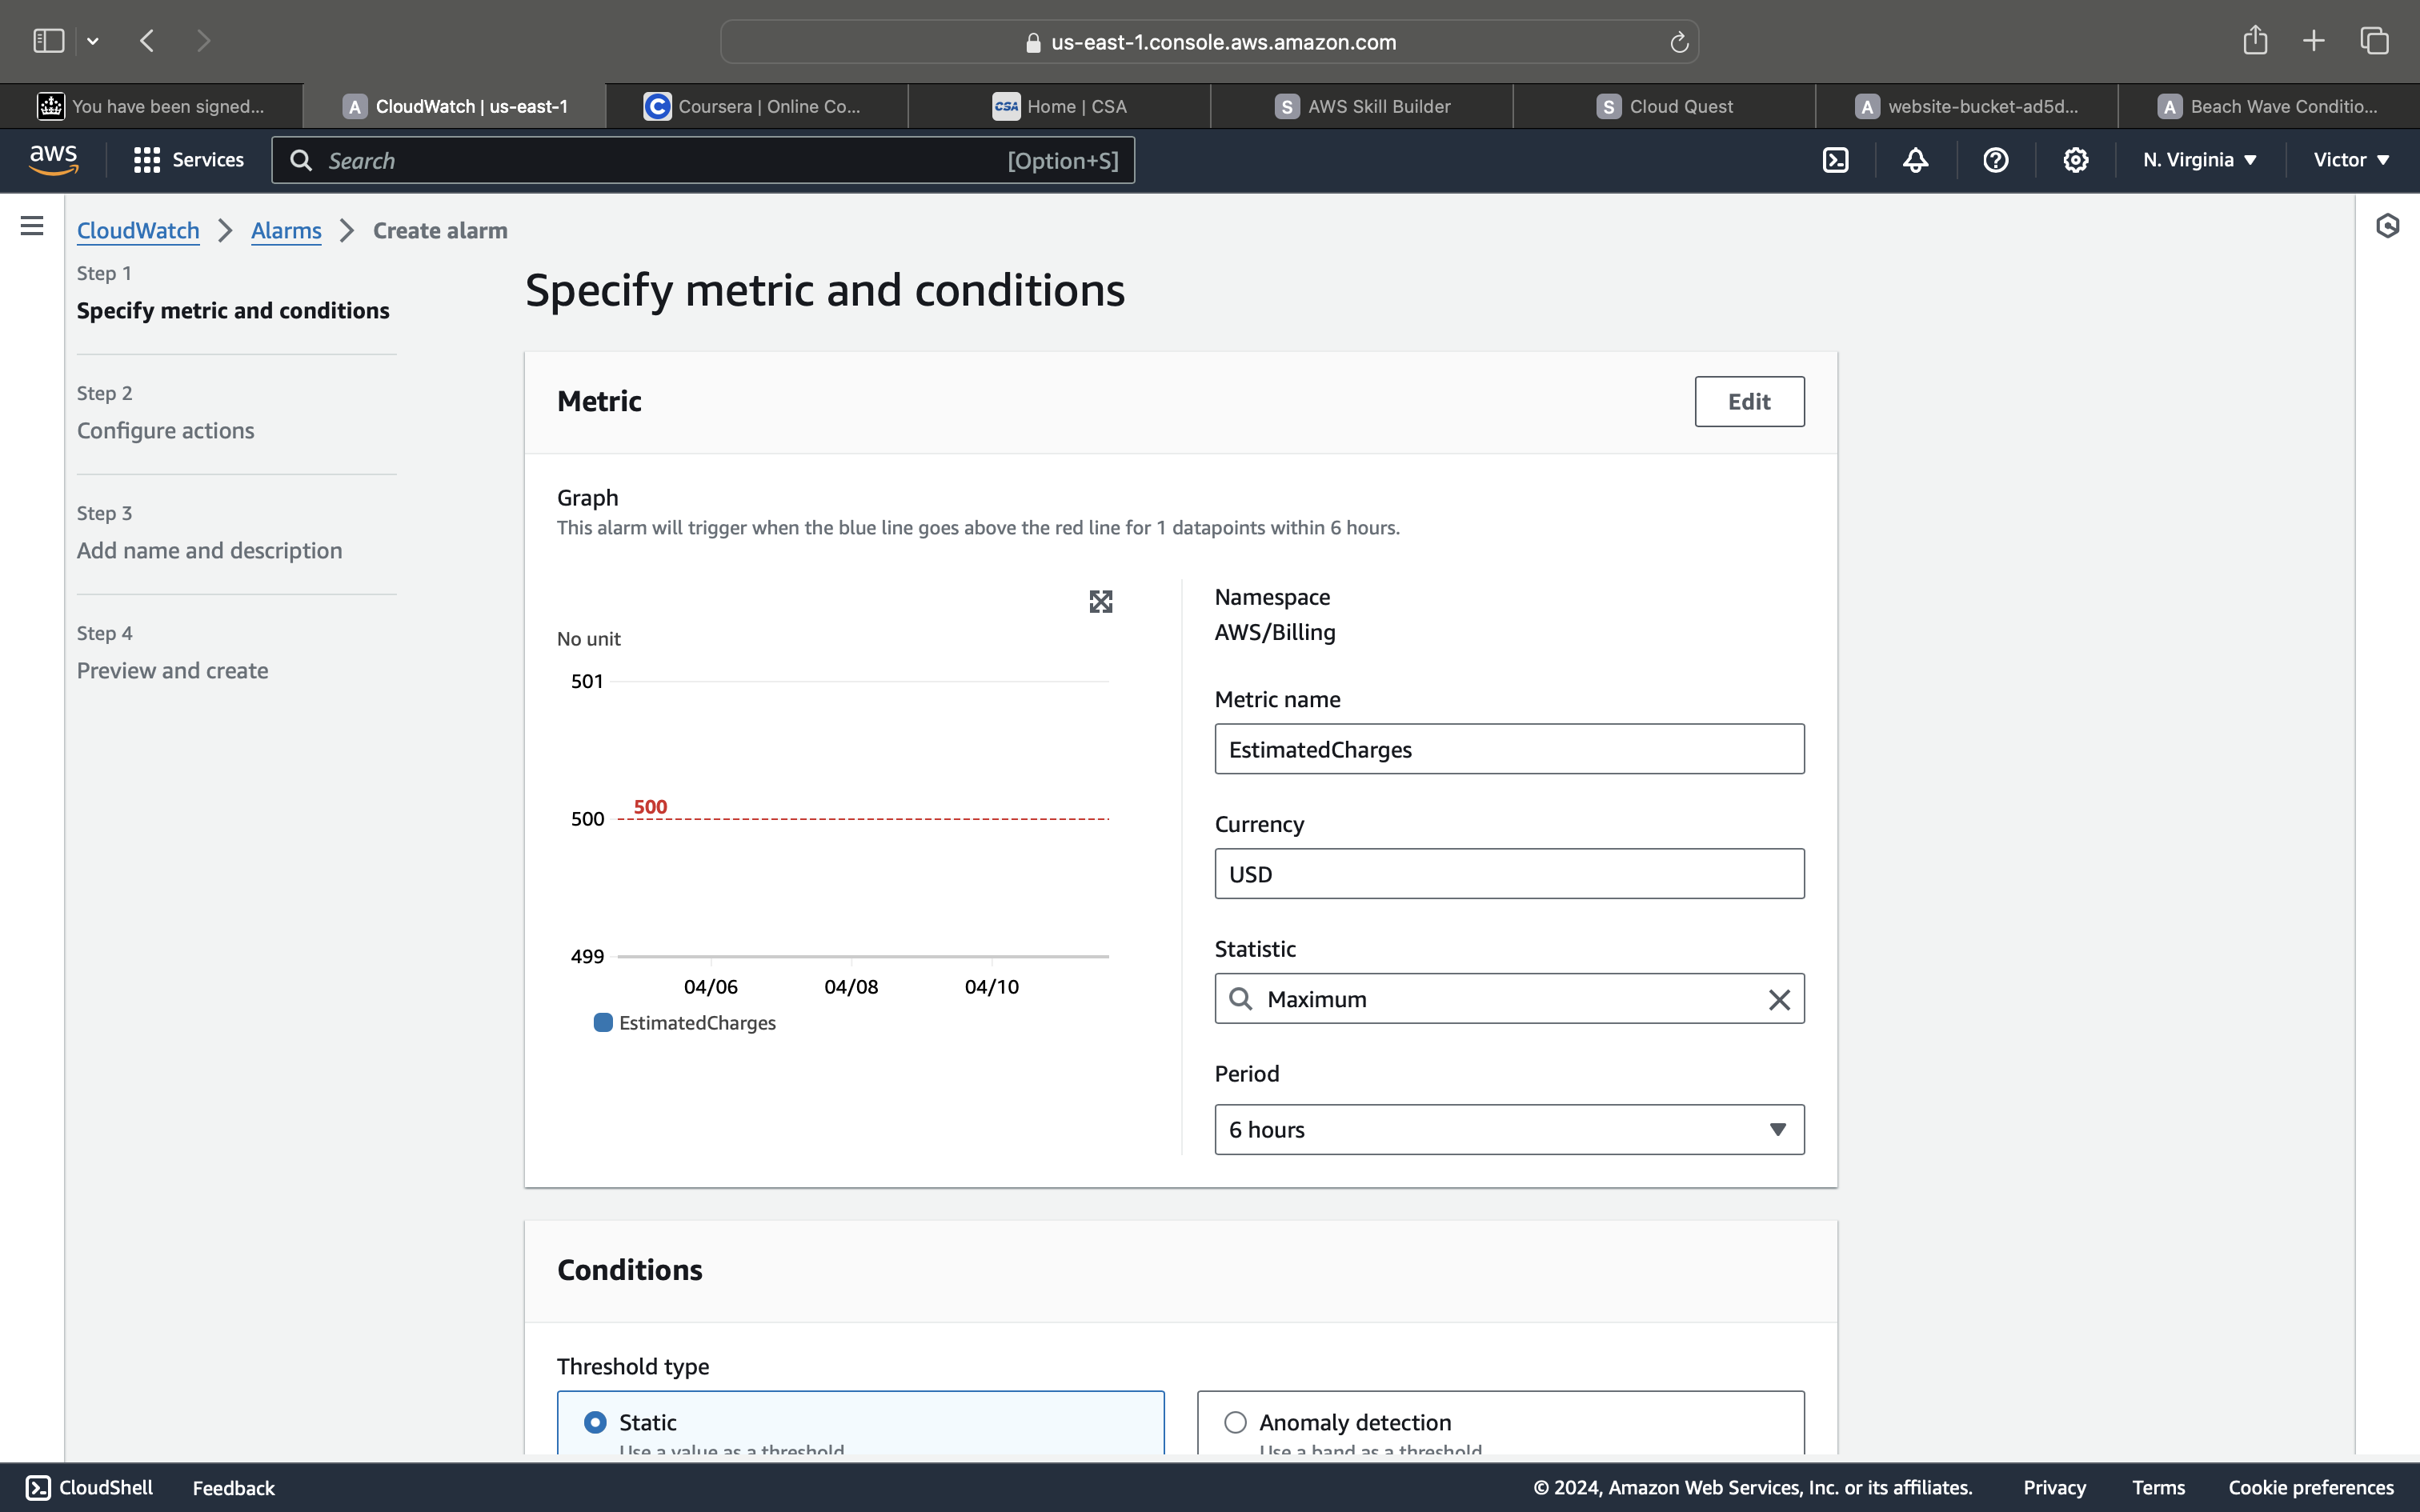 us-east-1.console.aws.amazon.com
You have been signed...
A CloudWatch | us-east-1
C Coursera | Online Co...
CSA Home | CSA
S AWS Skill Builder
S Cloud Quest
A website-bucket-ad5d...
A Beach Wave Conditio...
aws
Services
Search
[Option+S]
N. Virginia
Victor
CloudWatch
Alarms
Create alarm
Step 1
Specify metric and conditions
Step 2
Configure actions
Step 3
Add name and description
Step 4
Preview and create
Specify metric and conditions
Metric
Edit
Graph
This alarm will trigger when the blue line goes above the red line for 1 datapoints within 6 hours.
No unit
501
500
500
499
04/06 04/08 04/10
EstimatedCharges
Namespace
AWS/Billing
Metric name
EstimatedCharges
Currency
USD
Statistic
Maximum
Period
6 hours
Conditions
Threshold type
Static
Use a value as a threshold
Anomaly detection
Use a band as a threshold
CloudShell
Feedback
© 2024, Amazon Web Services, Inc. or its affiliates.
Privacy
Terms
Cookie preferences